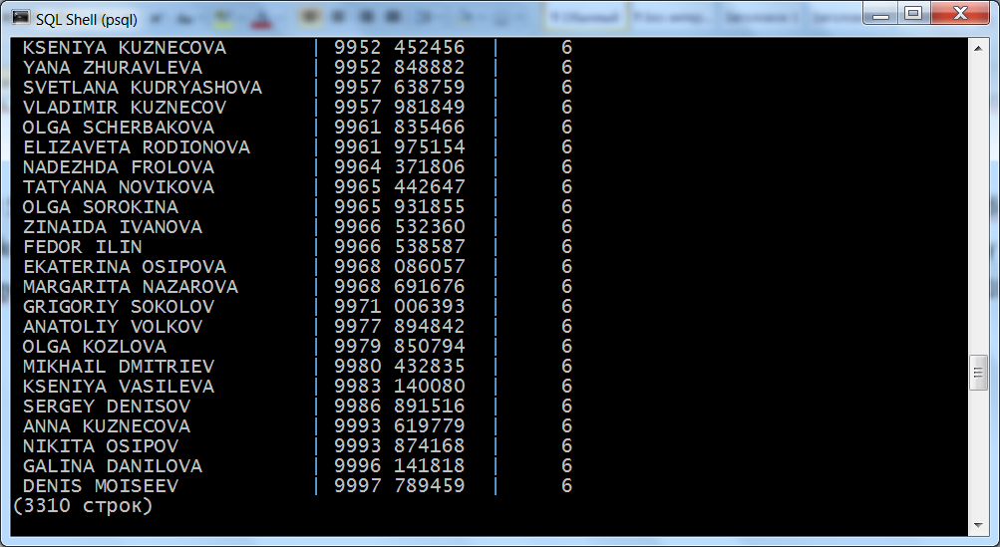 SQL Shell (psql)
KSENIYA KUZNECOVA | 9952 452456 | 6
YANA ZHURAVLEVA | 9952 848882 | 6
SVETLANA KUDRYASHOVA | 9957 638759 | 6
VLADIMIR KUZNECOV | 9957 981849 | 6
OLGA SCHERBAKOVA | 9961 835466 | 6
ELIZAVETA RODIONOVA | 9961 975154 | 6
NADEZHDA FROLOVA | 9964 371806 | 6
TATYANA NOVIKOVA | 9965 442647 | 6
OLGA SOROKINA | 9965 931855 | 6
ZINAIDA IVANOVA | 9966 532360 | 6
FEDOR ILIN | 9966 538587 | 6
EKATERINA OSIPOVA | 9968 086057 | 6
MARGARITA NAZAROVA | 9968 691676 | 6
GRIGORIY SOKOLOV | 9971 006393 | 6
ANATOLIY VOLKOV | 9977 894842 | 6
OLGA KOZLOVA | 9979 850794 | 6
MIKHAIL DMITRIEV | 9980 432835 | 6
KSENIYA VASILEVA | 9983 140080 | 6
SERGEY DENISOV | 9986 891516 | 6
ANNA KUZNECOVA | 9993 619779 | 6
NIKITA OSIPOV | 9993 874168 | 6
GALINA DANILOVA | 9996 141818 | 6
DENIS MOISEEV | 9997 789459 | 6
(3310 строк)